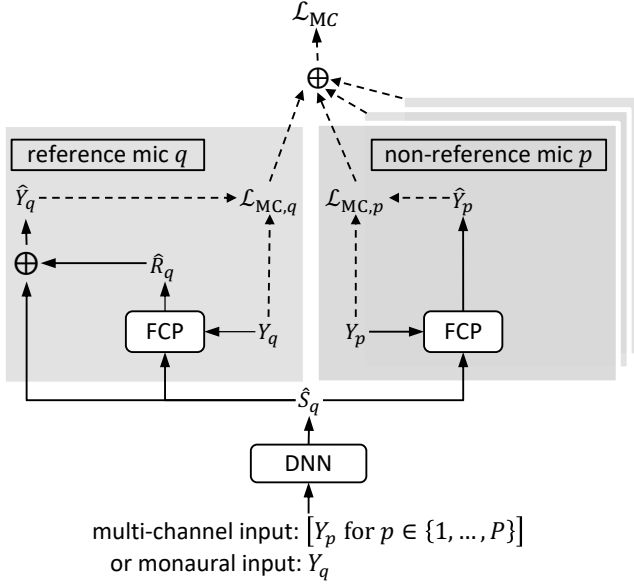 ℒ_MC
⊕
reference mic q
non-reference mic p
Ŷ_q
ℒ_MC,q
ℒ_MC,p
Ŷ_p
⊕
R̂_q
FCP
Y_q
Y_p
FCP
Ŝ_q
DNN
multi-channel input: [Y_p for p ∈ {1, … , P}]
or monaural input: Y_q